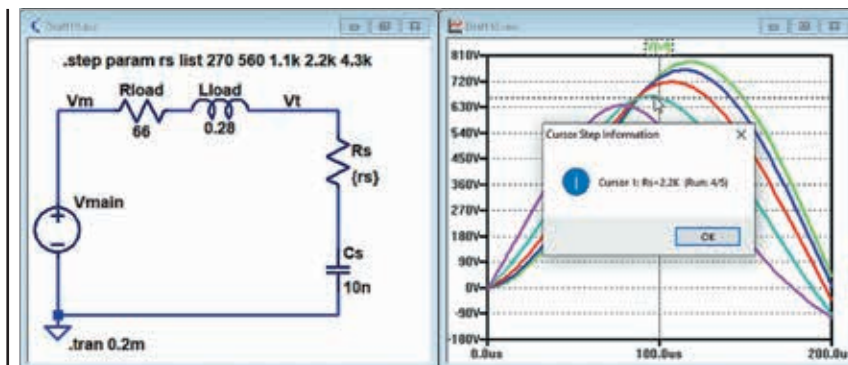 .step param rs list 270 560 1.1k 2.2k 4.3k
Vm
Rload
66
Lload
0.28
Vt
Rs
{rs}
Vmain
Cs
10n
.tran 0.2m
810V
720V
630V
540V
450V
360V
270V
180V
90V
0V
-90V
-180V
0.0us
100.0us
200.0us
Cursor Step Information
Cursor 1: Rs=2.2K (Run: 4/5)
OK